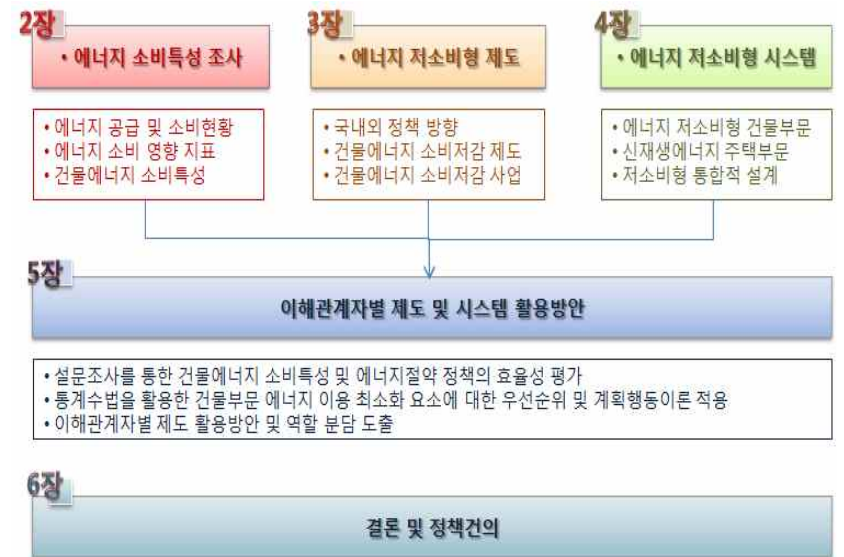 2장
• 에너지 소비특성 조사
• 에너지 공급 및 소비현황
• 에너지 소비 영향 지표
• 건물에너지 소비특성
3장
• 에너지 저소비형 제도
• 국내외 정책 방향
• 건물에너지 소비저감 제도
• 건물에너지 소비저감 사업
4장
• 에너지 저소비형 시스템
• 에너지 저소비형 건물부문
• 신재생에너지 주택부문
• 저소비형 통합적 설계
5장
이해관계자별 제도 및 시스템 활용방안
• 설문조사를 통한 건물에너지 소비특성 및 에너지절약 정책의 효율성 평가
• 통계수법을 활용한 건물부문 에너지 이용 최소화 요소에 대한 우선순위 및 계획행동이론 적용
• 이해관계자별 제도 활용방안 및 역할 분담 도출
6장
결론 및 정책건의